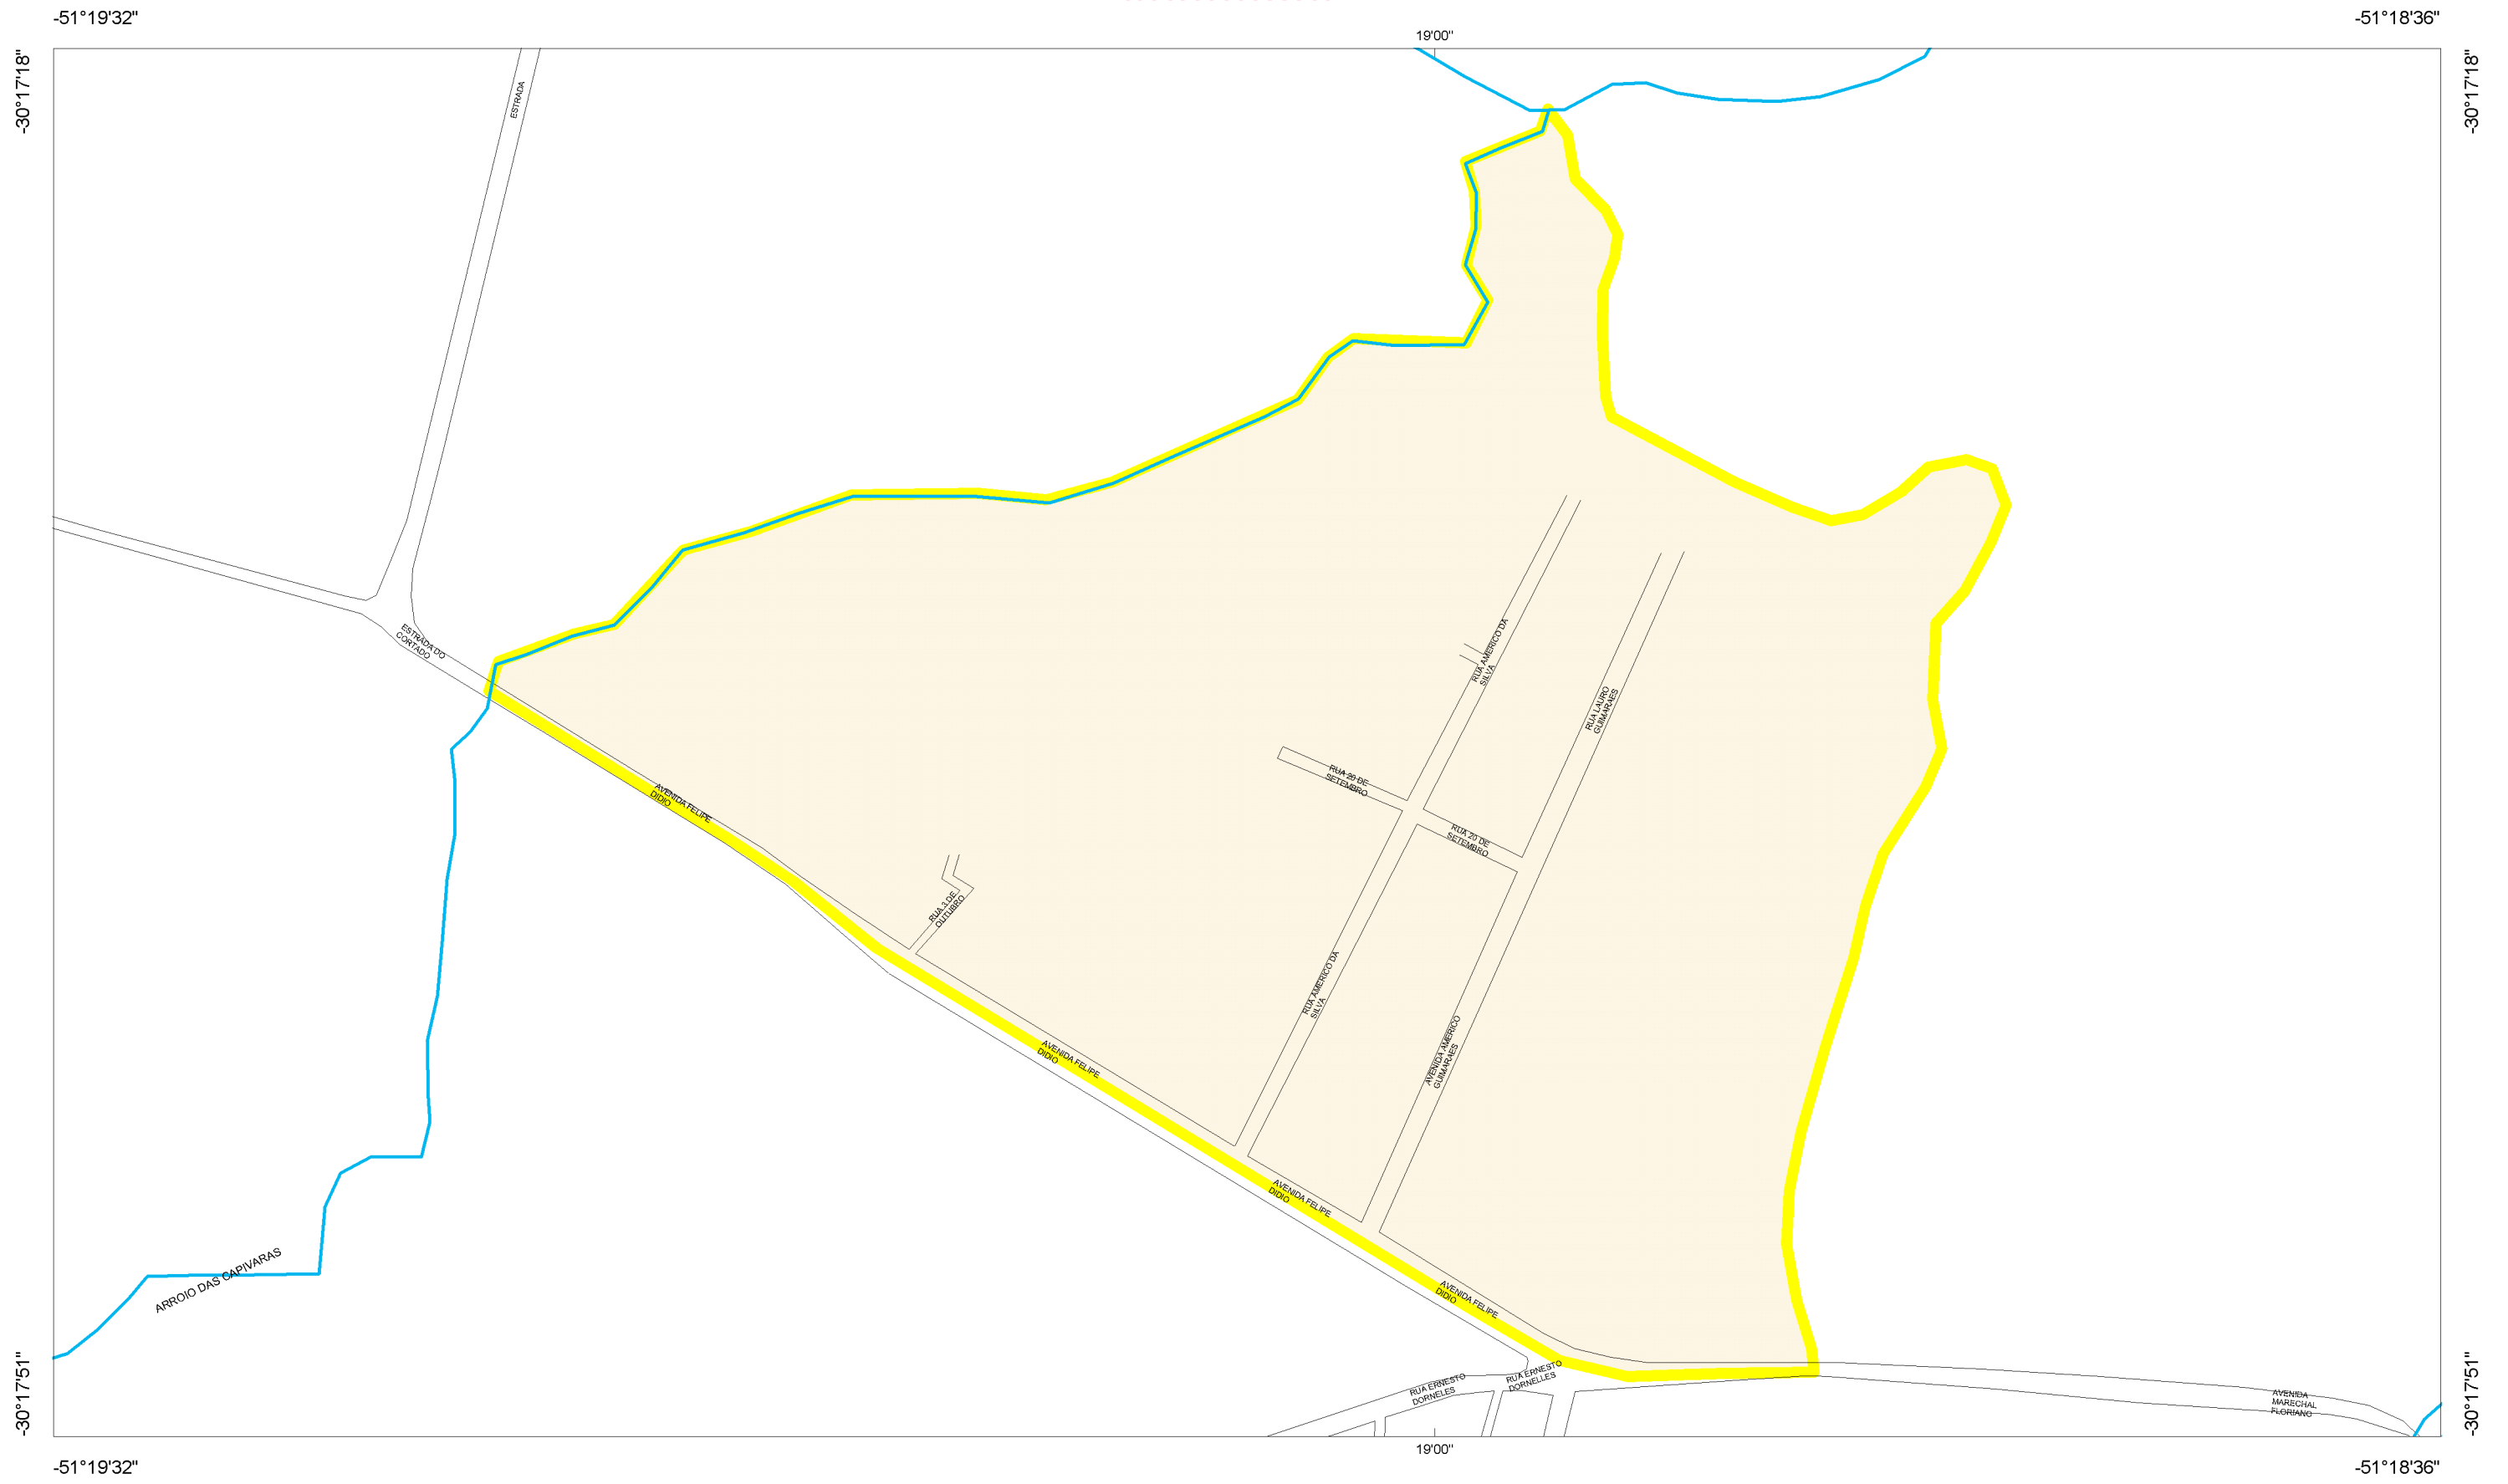 -51°19'32"
-51°18'36"
19'00"
-30°17'18"
-30°17'18"
ESTRADA
ESTRADA DO
CORTADO
RUA AMERICO DA
SILVA
RUA LAURO
GUIMARAES
RUA 20 DE
SETEMBRO
AVENIDA FELIPE
DIDIO
RUA 20 DE
SETEMBRO
RUA 3 DE
OUTUBRO
RUA AMERICO DA
SILVA
AVENIDA AMERICO
GUIMARAES
AVENIDA FELIPE
DIDIO
AVENIDA FELIPE
DIDIO
ARROIO DAS CAPIVARAS
AVENIDA FELIPE
DIDIO
RUA ERNESTO
DORNELES
RUA ERNESTO
DORNELLES
AVENIDA
MARECHAL
FLORIANO
-30°17'51"
-30°17'51"
19'00"
-51°19'32"
-51°18'36"